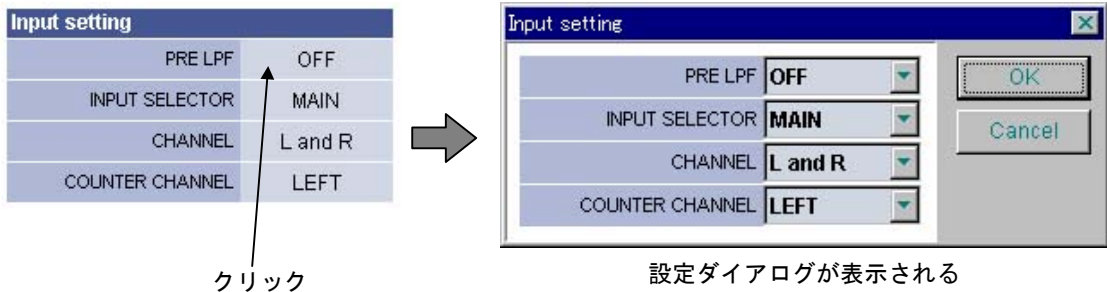 Input setting
PRE LPF OFF
INPUT SELECTOR MAIN
CHANNEL L and R
COUNTER CHANNEL LEFT
クリック
Input setting
PRE LPF OFF
INPUT SELECTOR MAIN
CHANNEL L and R
COUNTER CHANNEL LEFT
OK
Cancel
設定ダイアログが表示される